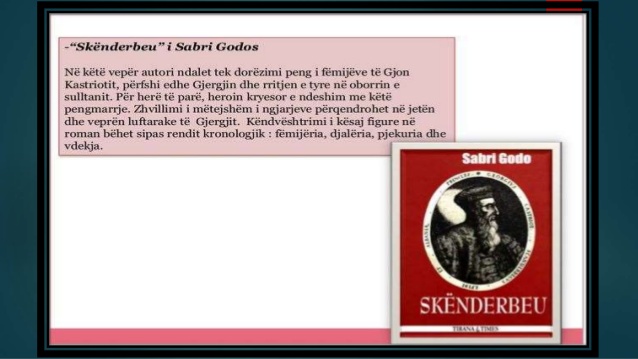 -“Skënderbeu” i Sabri Godos
Në këtë vepër autori ndalet tek dorëzimi peng i fëmijëve të Gjon
Kastriotit, përfshi edhe Gjergjin dhe rritjen e tyre në oborrin e
sulltanit. Për herë të parë, heroin kryesor e ndeshim me këtë
pengmarrje. Zhvillimi i mëtejshëm i ngjarjeve përqendrohet në jetën
dhe veprën luftarake të Gjergjit. Këndvështrimi i kësaj figure në
roman bëhet sipas rendit kronologjik : fëmijëria, djalëria, pjekuria dhe
vdekja.
Sabri Godo
SKËNDERBEU
TIRANA TIMES